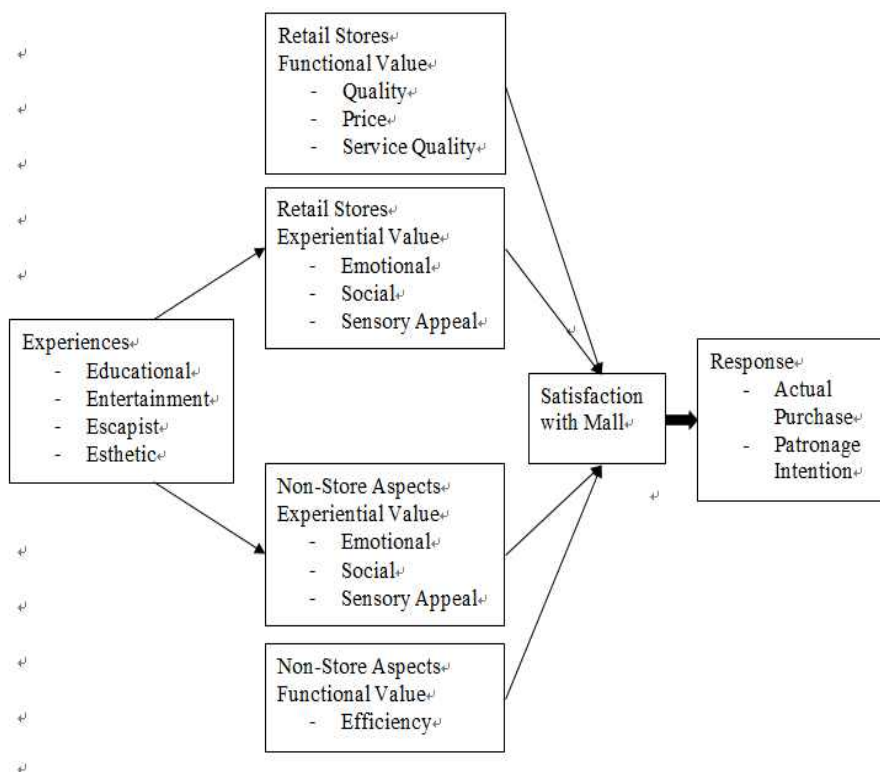 Retail Stores
Functional Value
- Quality
- Price
- Service Quality
Retail Stores
Experiential Value
- Emotional
- Social
- Sensory Appeal
Experiences
- Educational
- Entertainment
- Escapist
- Esthetic
Non-Store Aspects
Experiential Value
- Emotional
- Social
- Sensory Appeal
Non-Store Aspects
Functional Value
- Efficiency
Satisfaction
with Mall
Response
- Actual
Purchase
- Patronage
Intention